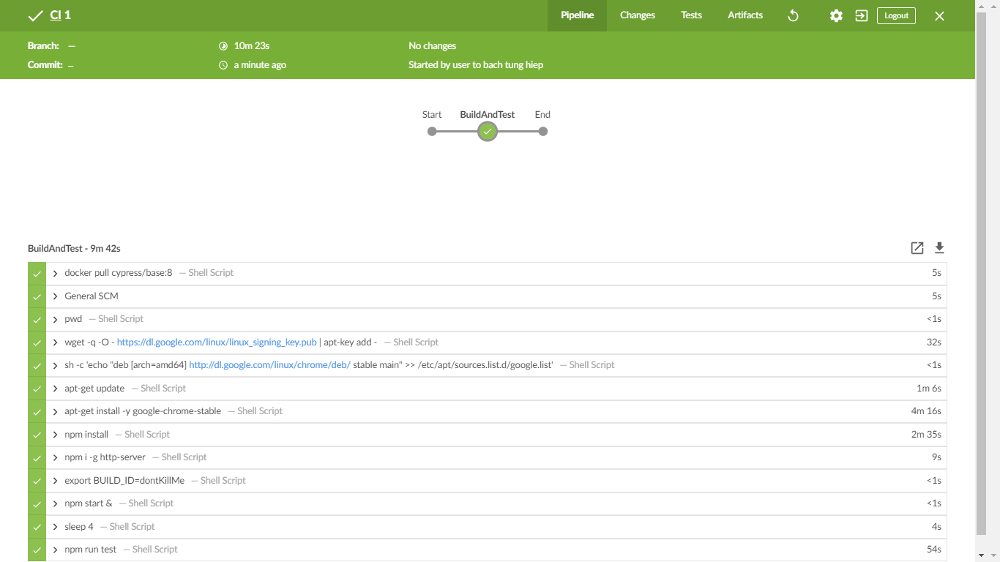 CI 1
Pipeline Changes Tests Artifacts Logout
Branch: — 10m 23s No changes
Commit: — a minute ago Started by user to bach tung hiep
Start BuildAndTest End
BuildAndTest - 9m 42s
docker pull cypress/base:8 — Shell Script 5s
General SCM 5s
pwd — Shell Script <1s
wget -q -O - https://dl.google.com/linux/linux_signing_key.pub | apt-key add - — Shell Script 32s
sh -c 'echo "deb [arch=amd64] http://dl.google.com/linux/chrome/deb/ stable main" >> /etc/apt/sources.list.d/google.list' — Shell Script <1s
apt-get update — Shell Script 1m 6s
apt-get install -y google-chrome-stable — Shell Script 4m 16s
npm install — Shell Script 2m 35s
npm i -g http-server — Shell Script 9s
export BUILD_ID=dontKillMe — Shell Script <1s
npm start & — Shell Script <1s
sleep 4 — Shell Script 4s
npm run test — Shell Script 54s